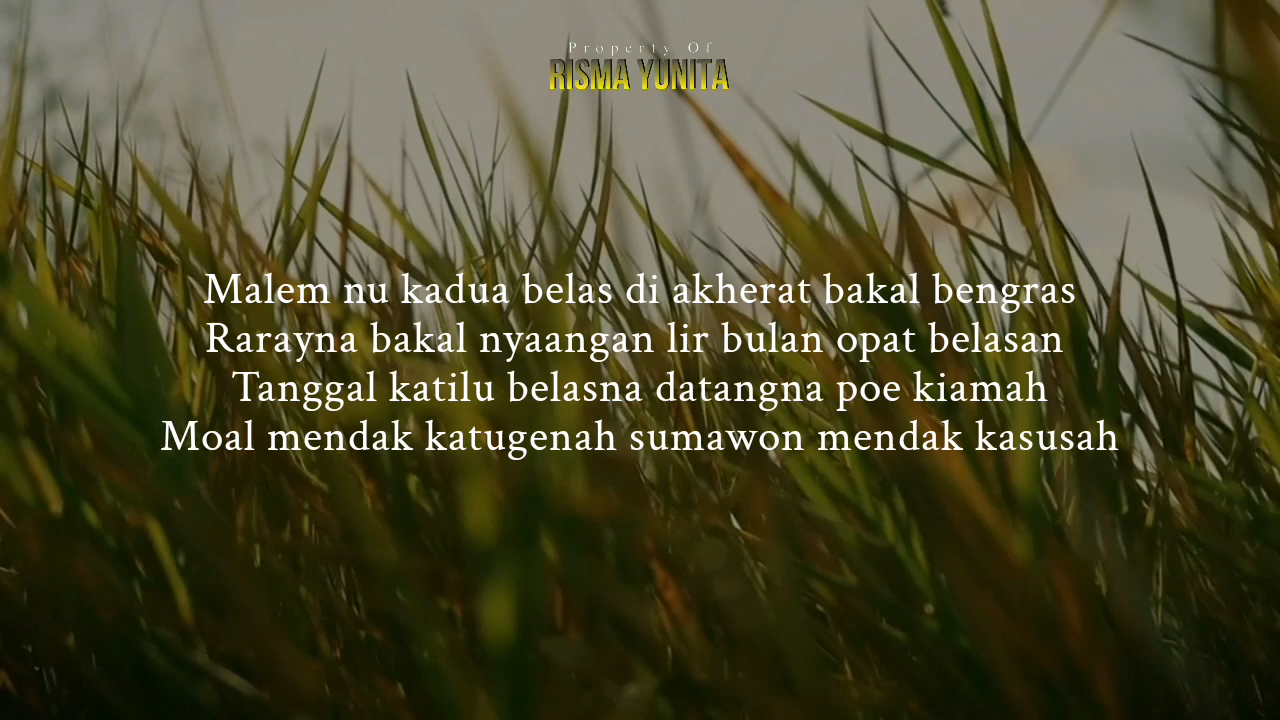 Property Of
RISMA YUNITA
Malem nu kadua belas di akherat bakal bengras
Rarayna bakal nyaangan lir bulan opat belasan
Tanggal katilu belasna datangna poe kiamah
Moal mendak katugenah sumawon mendak kasusah